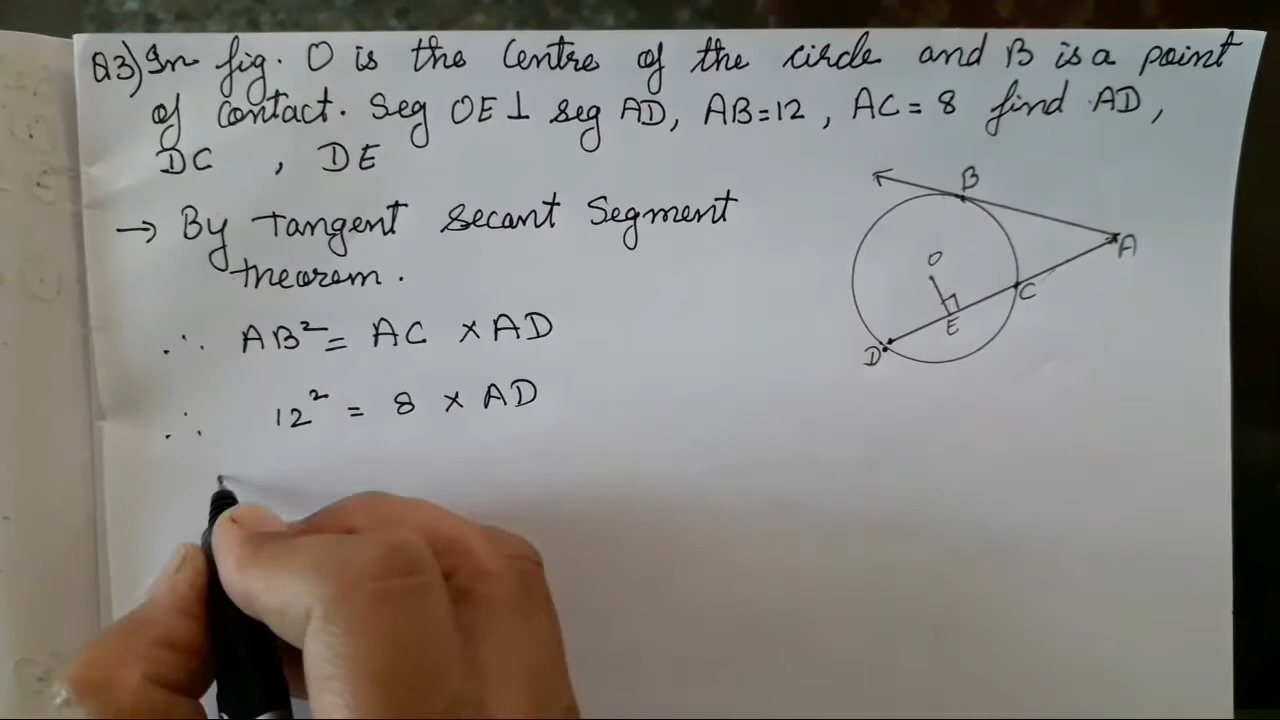 Q3) In fig. O is the Centre of the circle and B is a point
of contact. Seg OE ⊥ seg AD, AB=12, AC=8 find AD,
DC , DE
→ By Tangent secant Segment
theorem.
∴ AB² = AC × AD
∴ 12² = 8 × AD
B
A
O
C
E
D